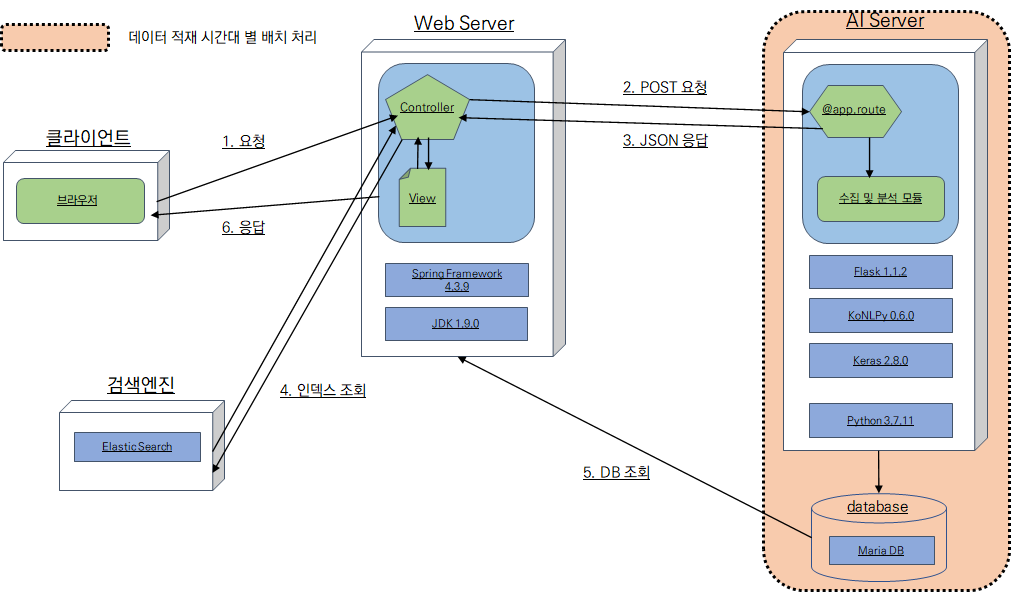 데이터 적재 시간대 별 배치 처리
Web Server
AI Server
Controller
2. POST 요청
@app.route
클라이언트
1. 요청
3. JSON 응답
브라우저
View
수집 및 분석 모듈
6. 응답
Spring Framework
4.3.9
Flask 1.1.2
JDK 1.9.0
KoNLPy 0.6.0
Keras 2.8.0
검색엔진
4. 인덱스 조회
Python 3.7.11
Elastic Search
5. DB 조회
database
Maria DB